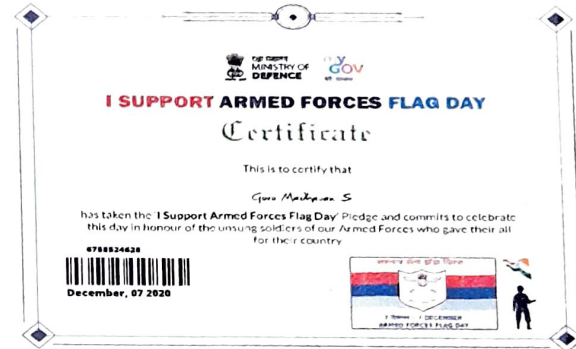 MINISTRY OF
DEFENCE
my
GOV
I SUPPORT ARMED FORCES FLAG DAY
Certificate
This is to certify that
Guru S
has taken the 'I Support Armed Forces Flag Day' Pledge and commits to celebrate
this day in honour of the unsung soldiers of our Armed Forces who gave their all
for their country
6788524628
December, 07 2020
7 DECEMBER
ARMED FORCES FLAG DAY